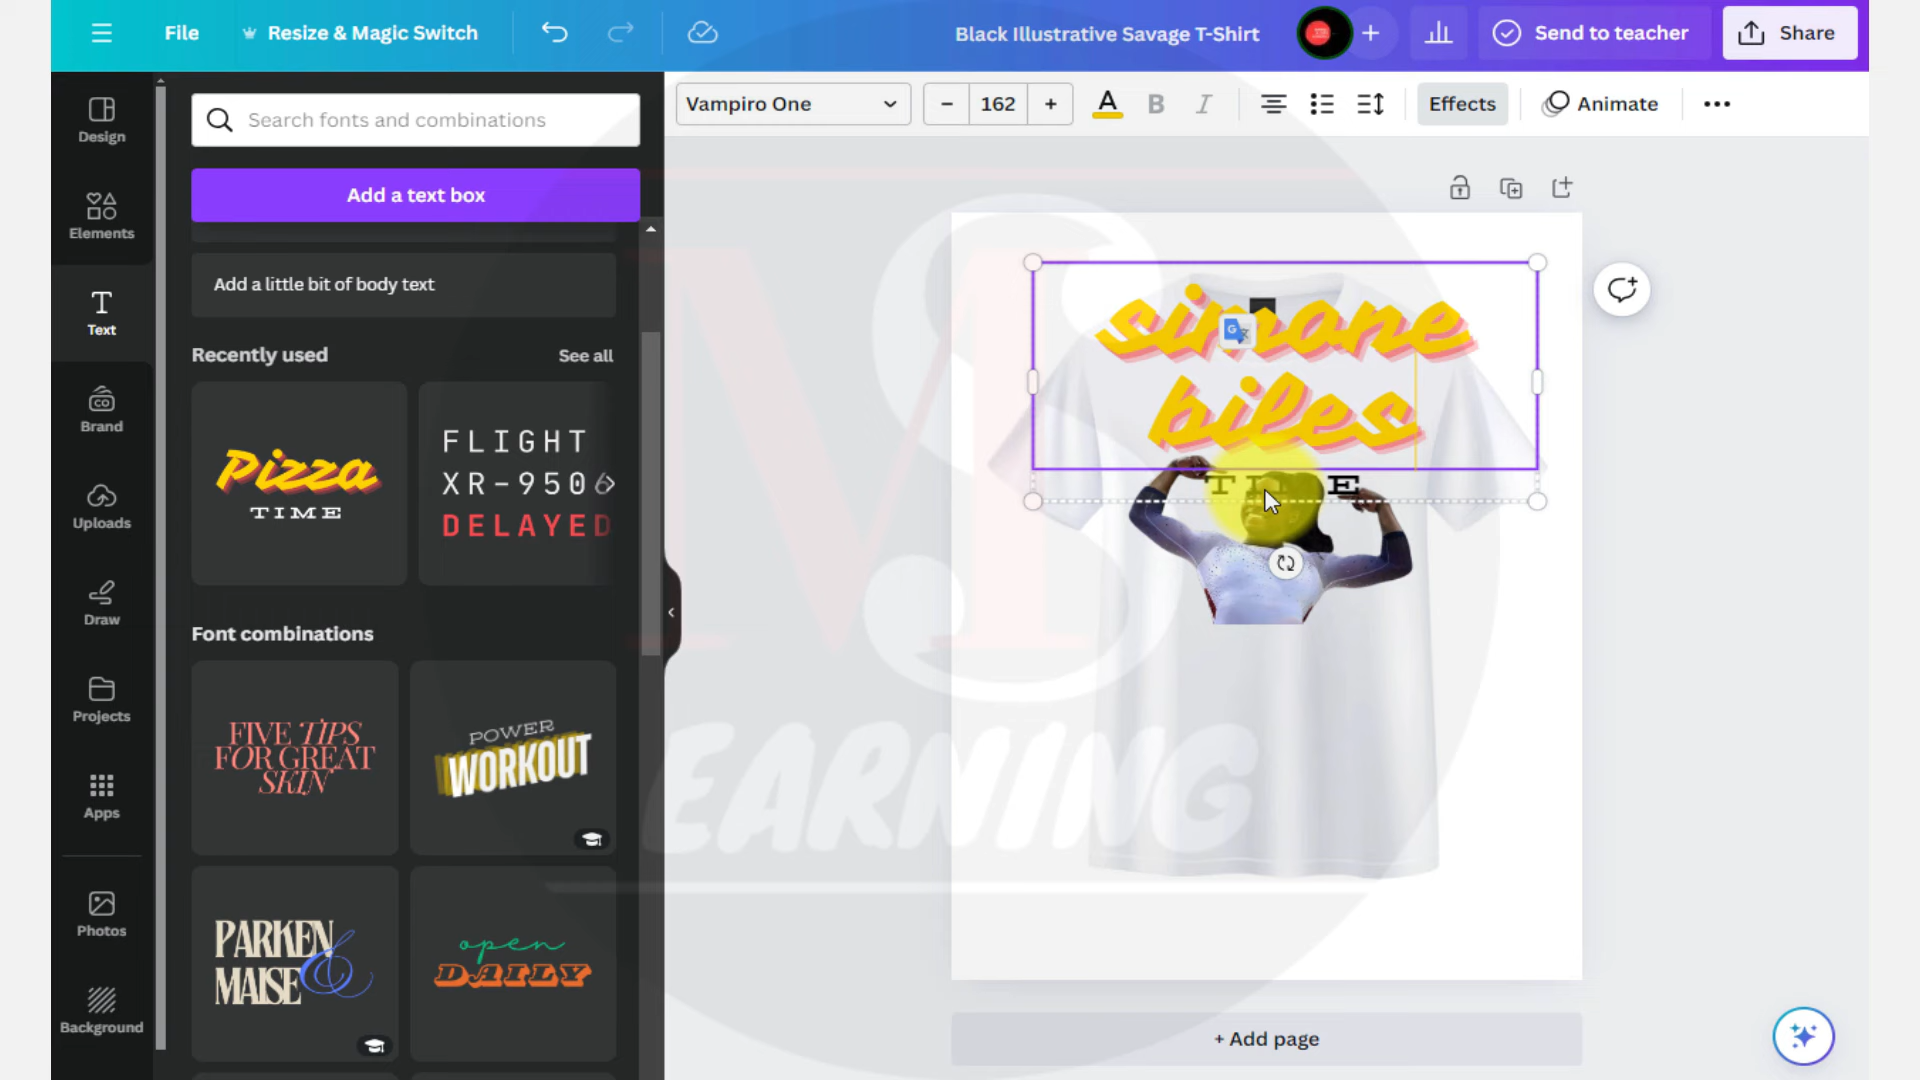 File
Resize & Magic Switch
Black Illustrative Savage T-Shirt
Send to teacher
Share
Design
Elements
Text
Brand
Uploads
Draw
Projects
Apps
Photos
Background
Search fonts and combinations
Add a text box
Add a little bit of body text
Recently used
See all
Pizza
TIME
FLIGHT
XR-9506
DELAYED
Font combinations
FIVE TIPS
FOR GREAT
SKIN
POWER
WORKOUT
PARKEN
&
MAISE
open
DAILY
Vampiro One
162
A
B
I
Effects
Animate
simone
biles
+ Add page
M
EARNING